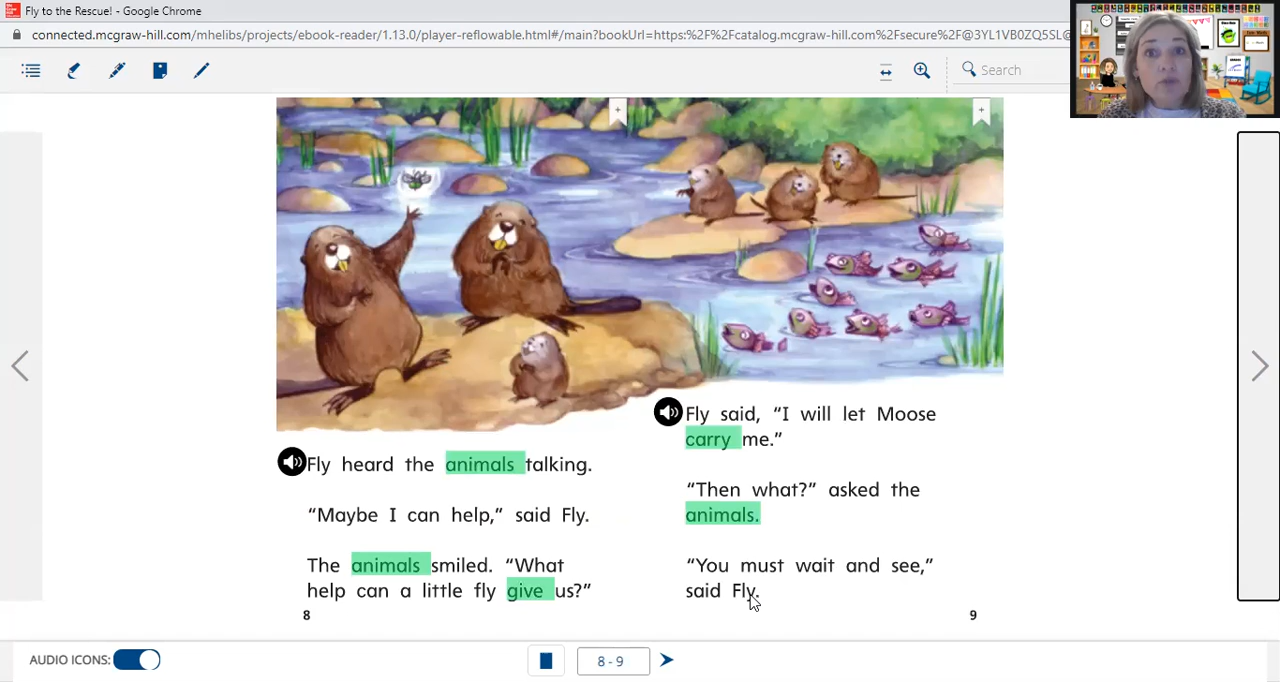 Fly to the Rescue! - Google Chrome
connected.mcgraw-hill.com/mhelibs/projects/ebook-reader/1.13.0/player-reflowable.html#/main?bookUrl=https:%2F%2Fcatalog.mcgraw-hill.com%2Fsecure%2F@3YL1VB0ZQ5SL@
Search
Fly heard the animals talking.
“Maybe I can help,” said Fly.
The animals smiled. “What
help can a little fly give us?”
8
Fly said, “I will let Moose
carry me.”
“Then what?” asked the
animals.
“You must wait and see,”
said Fly.
9
AUDIO ICONS:
8 - 9